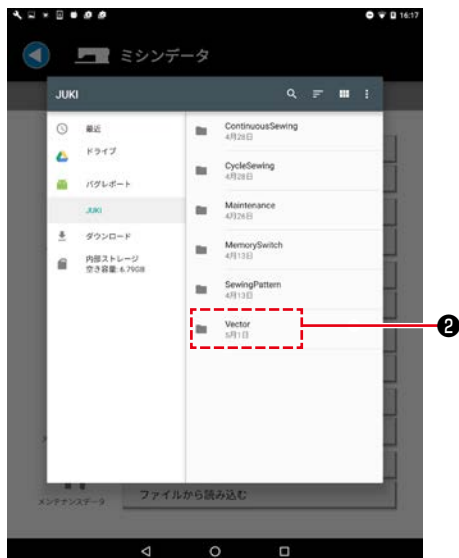 16:17
ミシンデータ
JUKI
最近
ドライブ
バグレポート
JUKI
ダウンロード
内部ストレージ
空き容量: 6.79GB
ContinuousSewing
4月28日
CycleSewing
4月28日
Maintenance
4月26日
MemorySwitch
4月13日
SewingPattern
4月13日
Vector
5月1日
❷
メンテナンスデータ
ファイルから読み込む